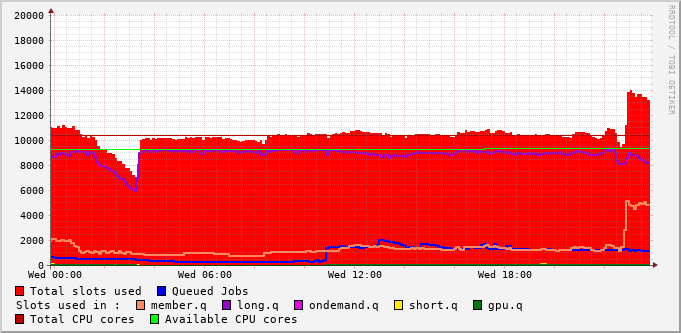 RRDTOOL / TOBI OETIKER
20000
18000
16000
14000
12000
10000
8000
6000
4000
2000
0
Wed 00:00 Wed 06:00 Wed 12:00 Wed 18:00
Total slots used Queued Jobs
Slots used in : member.q long.q ondemand.q short.q gpu.q
Total CPU cores Available CPU cores